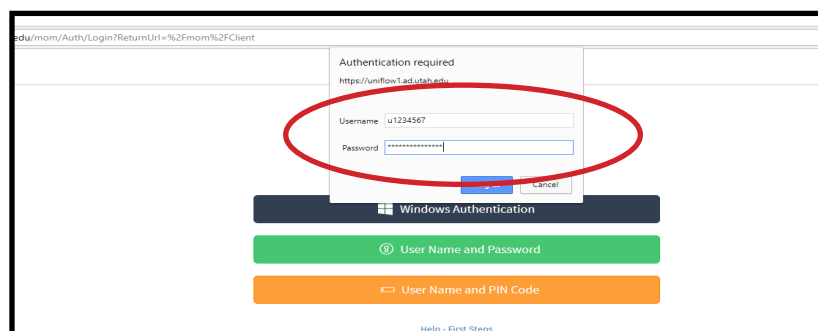 edu/mom/Auth/Login?ReturnUrl=%2Fmom%2FClient
Authentication required
https://uniflow1.ad.utah.edu
Username u1234567
Password ***************
Cancel
Windows Authentication
User Name and Password
User Name and PIN Code
Help - First Steps